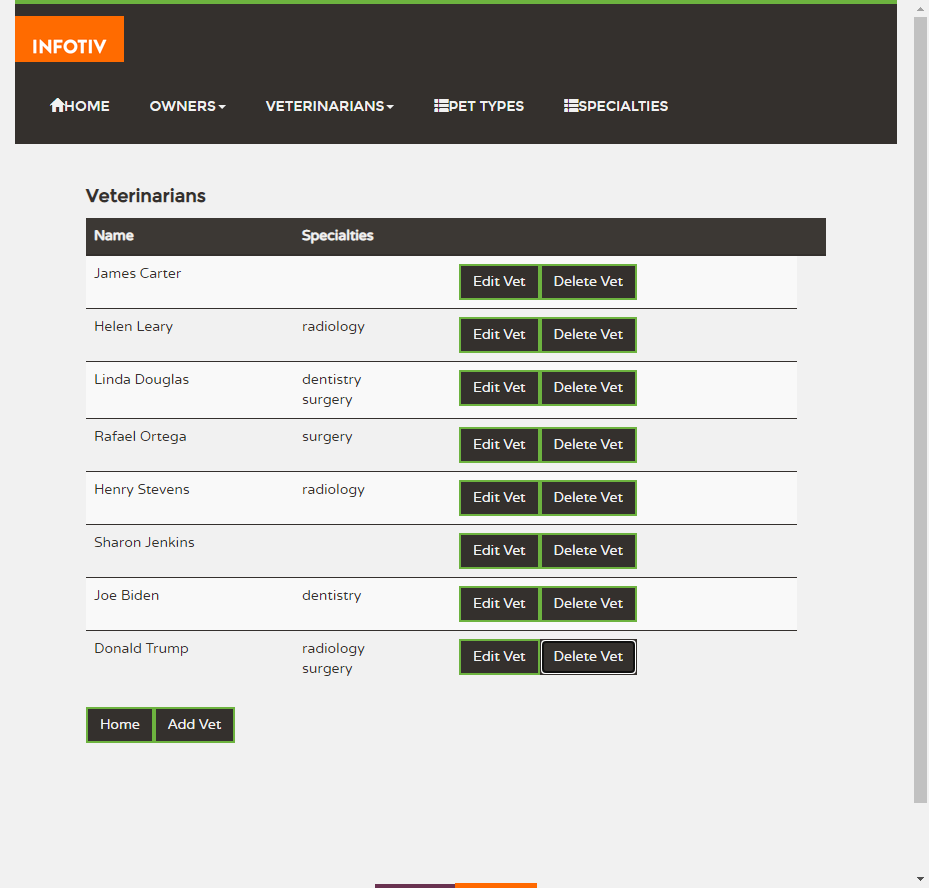 INFOTIV
HOME OWNERS VETERINARIANS PET TYPES SPECIALTIES
Veterinarians
Name Specialties
James Carter Edit Vet Delete Vet
Helen Leary radiology Edit Vet Delete Vet
Linda Douglas dentistry Edit Vet Delete Vet
surgery
Rafael Ortega surgery Edit Vet Delete Vet
Henry Stevens radiology Edit Vet Delete Vet
Sharon Jenkins Edit Vet Delete Vet
Joe Biden dentistry Edit Vet Delete Vet
Donald Trump radiology Edit Vet Delete Vet
surgery
Home Add Vet